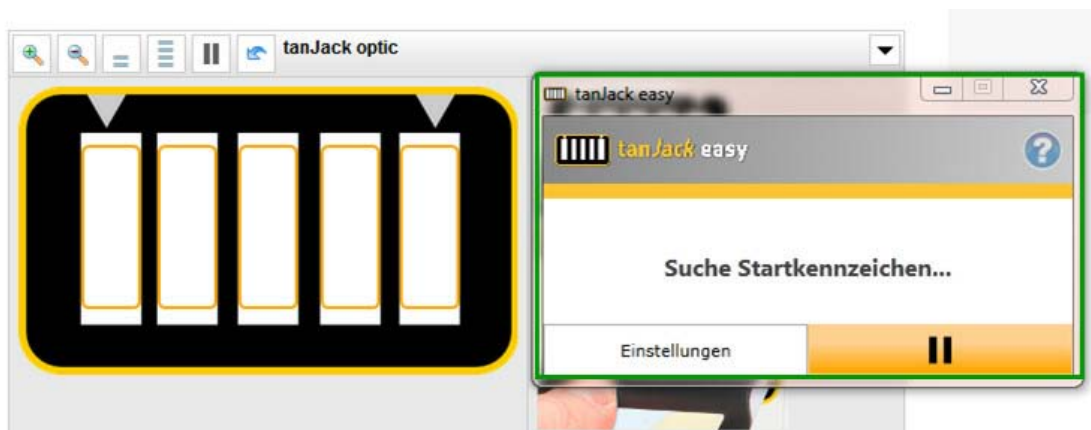 tanJack optic
tanJack easy
tanJack easy
Suche Startkennzeichen...
Einstellungen